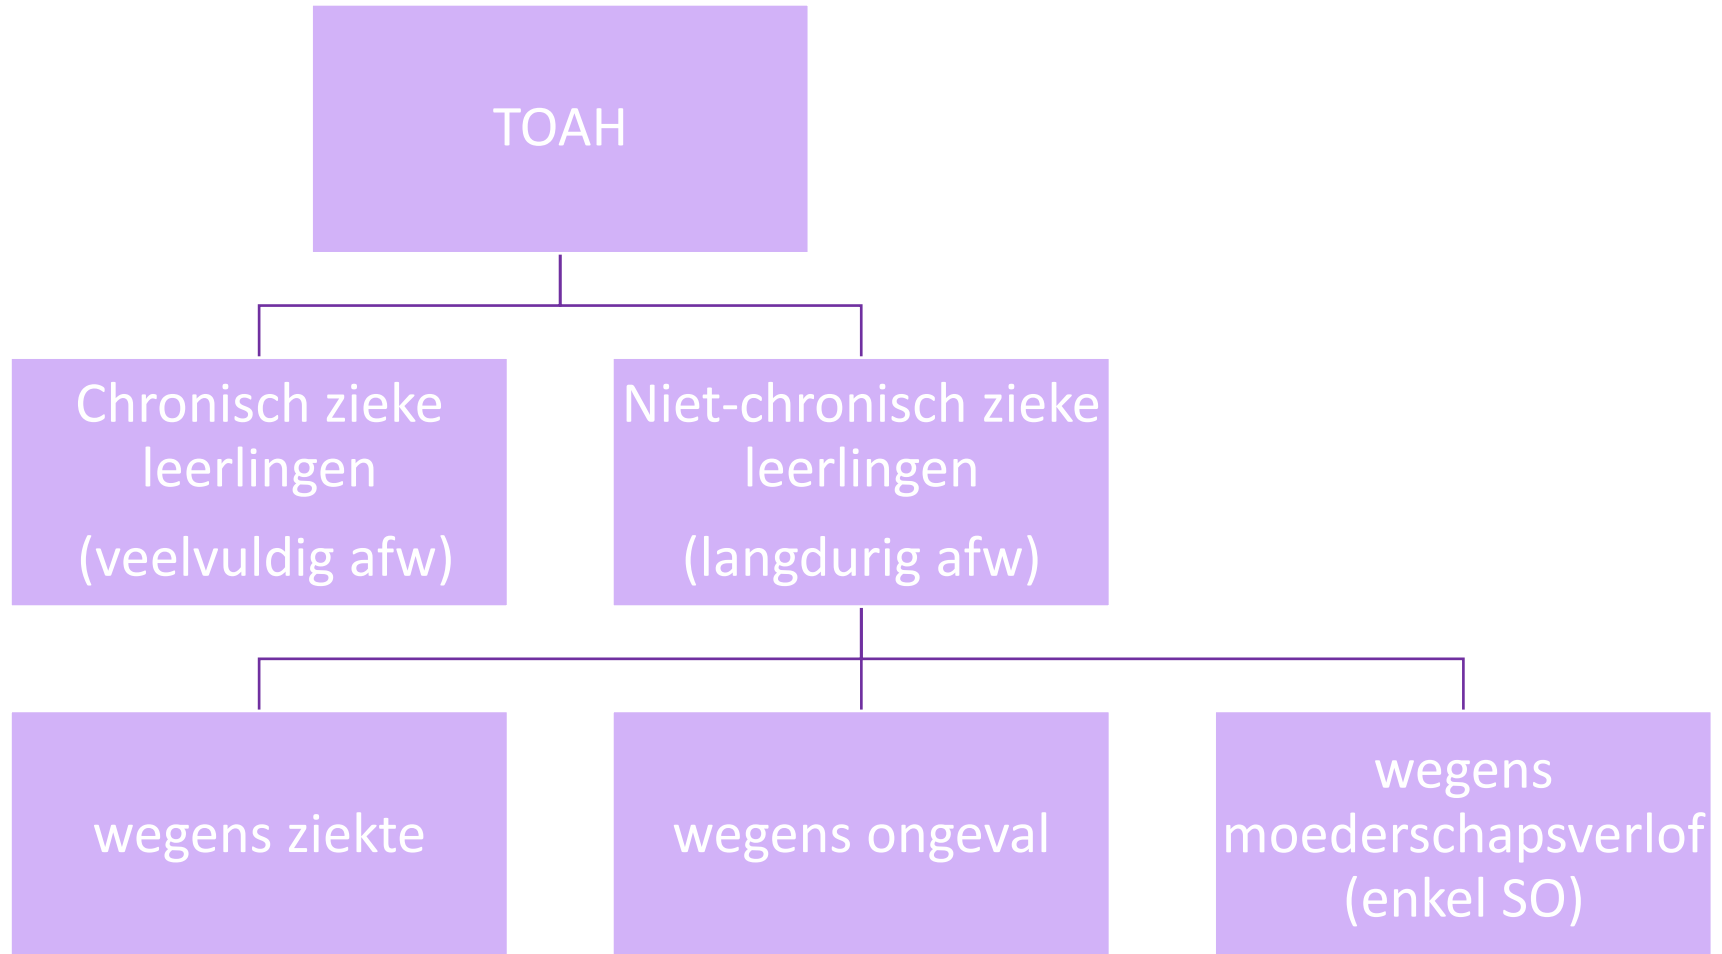 TOAH
Chronisch zieke
leerlingen
(veelvuldig afw)
Niet-chronisch zieke
leerlingen
(langdurig afw)
wegens ziekte
wegens ongeval
wegens
moederschapsverlof
(enkel SO)